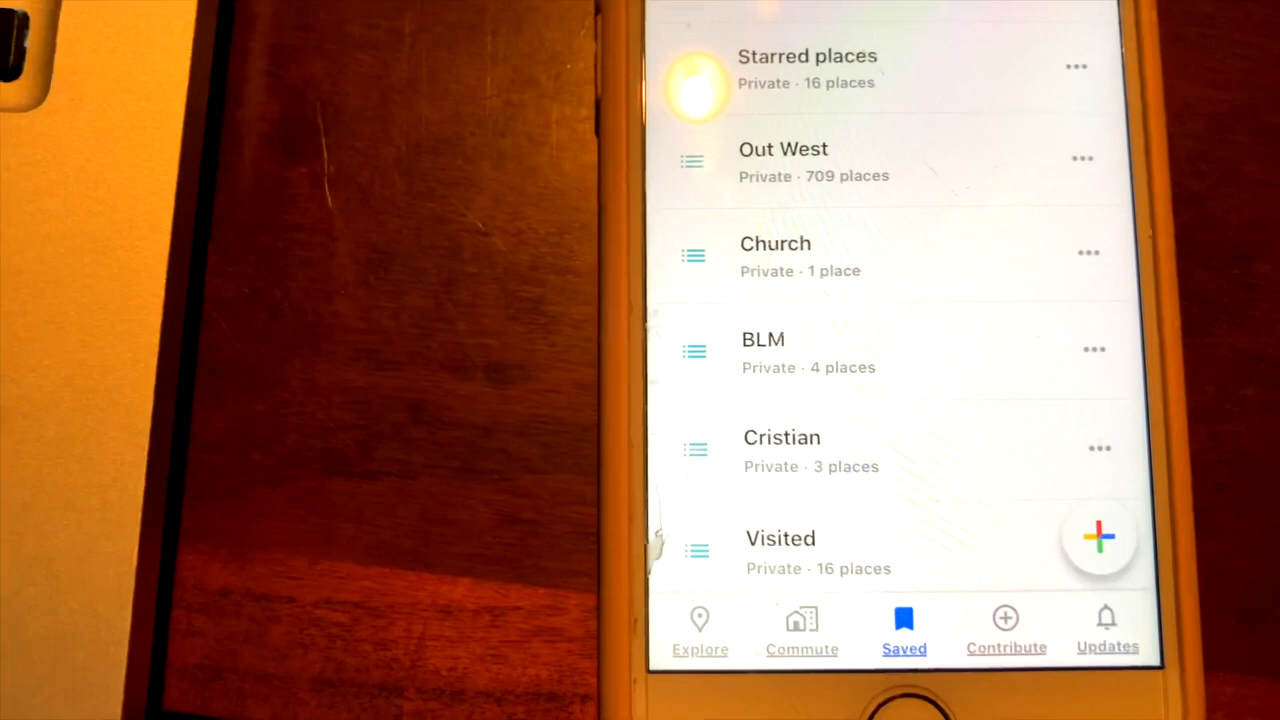 Starred places
Private · 16 places
Out West
Private · 709 places
Church
Private · 1 place
BLM
Private · 4 places
Cristian
Private · 3 places
Visited
Private · 16 places
Explore Commute Saved Contribute Updates